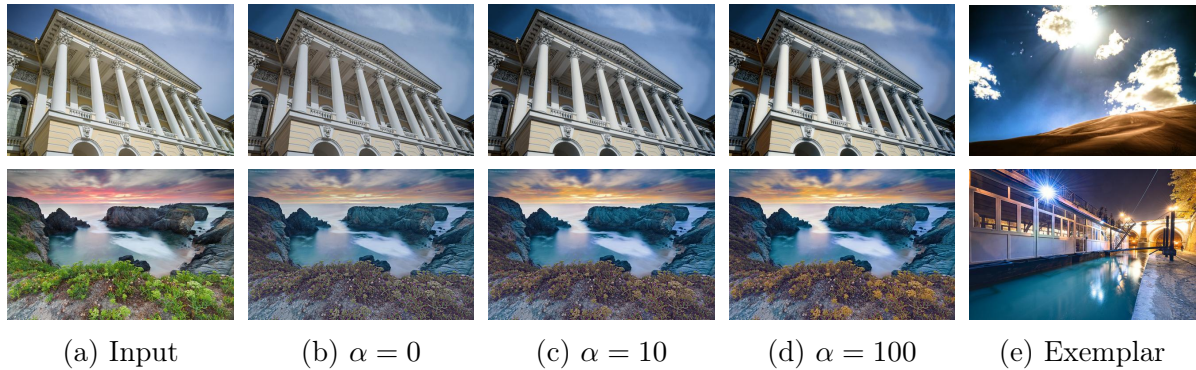 (a) Input (b) α = 0 (c) α = 10 (d) α = 100 (e) Exemplar